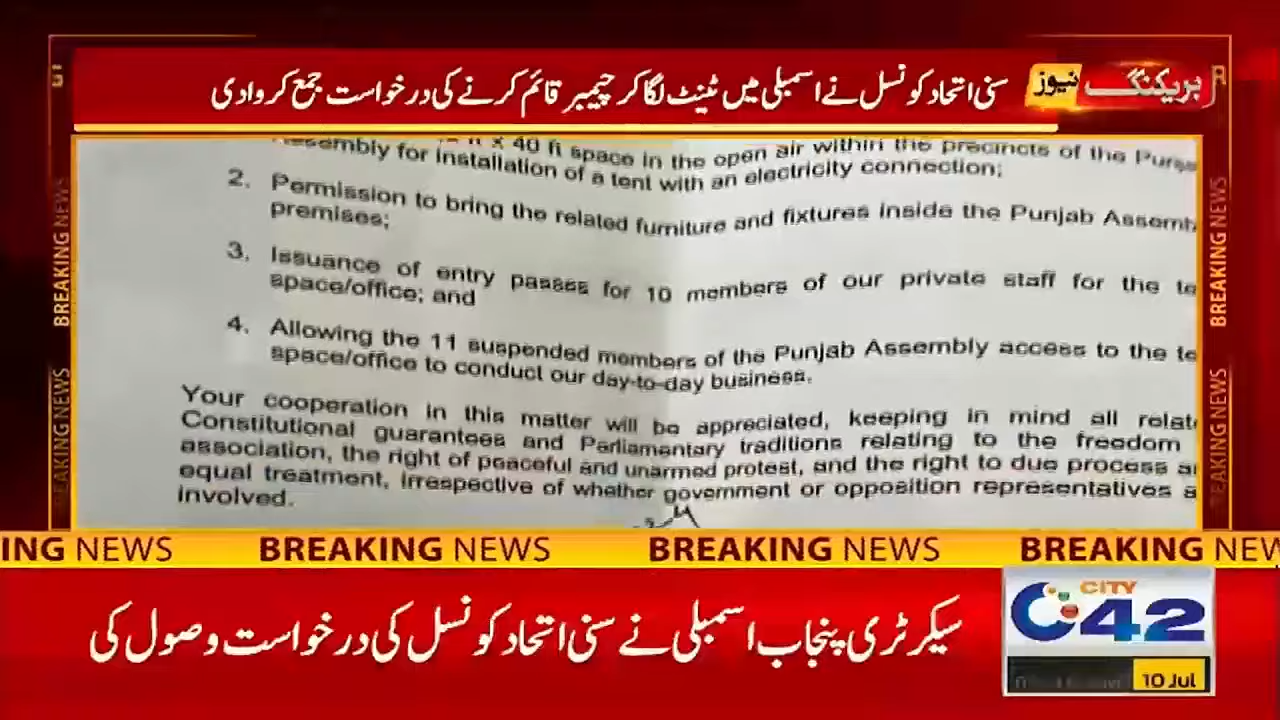 بریکنگ نیوز
سنی اتحاد کونسل نے اسمبلی میں ٹینٹ لگا کر چیمبر قائم کرنے کی درخواست جمع کروا دی
x 40 ft space in the open air within the precincts of the
for installation of a tent with an electricity connection;
2. Permission to bring the related furniture and fixtures inside the Punjab
premises;
3. Issuance of entry passes for 10 members of our private staff for the
space/office; and
4. Allowing the 11 suspended members of the Punjab Assembly access to the
space/office to conduct our day-to-day business.
Your cooperation in this matter will be appreciated, keeping in mind all
Constitutional guarantees and Parliamentary traditions relating to the freedom
association, the right of peaceful and unarmed protest, and the right to due process
equal treatment, irrespective of whether government or opposition representatives
involved.
BREAKING NEWS
BREAKING NEWS
BREAKING NEWS
NEWS BREAKING NEWS BREAKING NEWS BREAKING
سیکرٹری پنجاب اسمبلی نے سنی اتحاد کونسل کی درخواست وصول کی
CITY
42
10 Jul